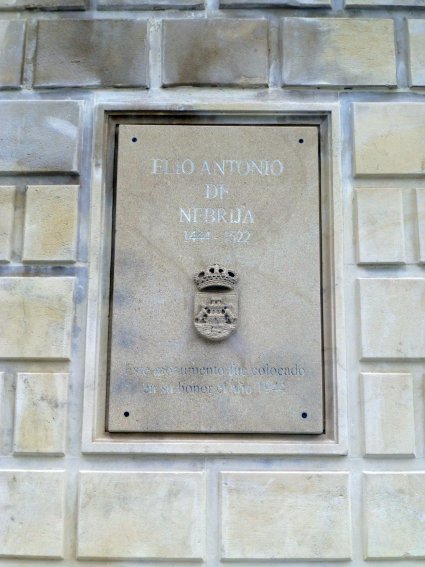 ELIO ANTONIO
DE
NEBRIJA
1444 - 1522
Este monumento fue colocado
en su honor el año